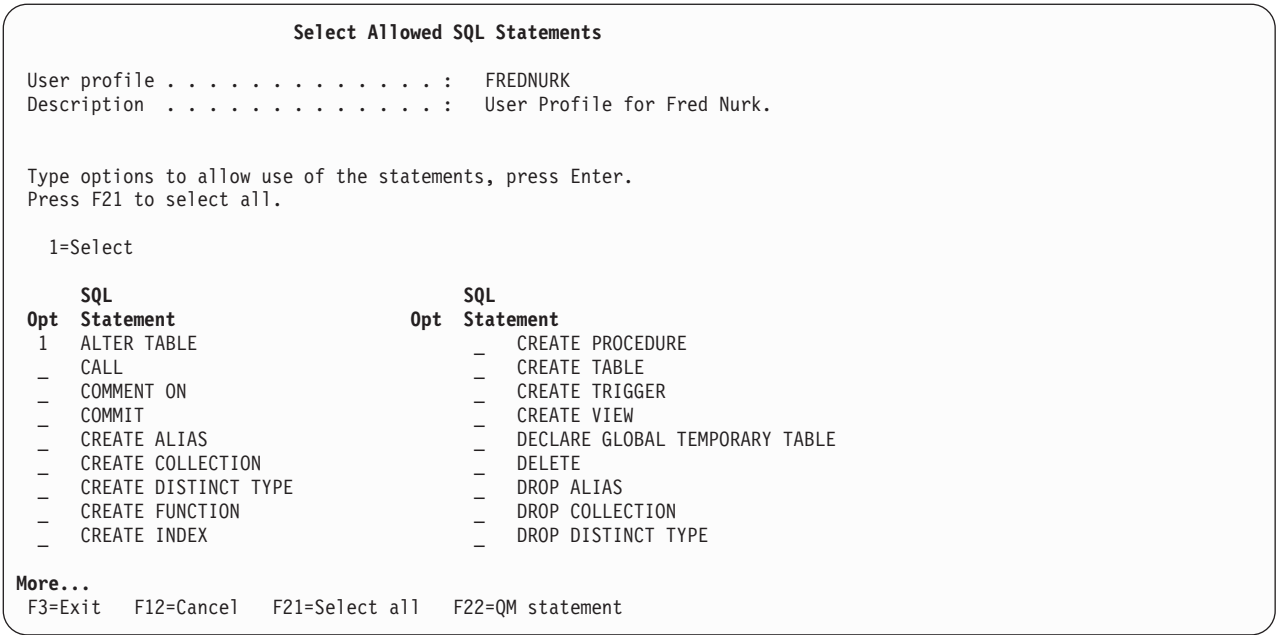 Select Allowed SQL Statements
User profile . . . . . . . . . . . . . : FREDNURK
Description . . . . . . . . . . . . . : User Profile for Fred Nurk.
Type options to allow use of the statements, press Enter.
Press F21 to select all.
1=Select
SQL SQL
Opt Statement Opt Statement
1 ALTER TABLE _ CREATE PROCEDURE
_ CALL _ CREATE TABLE
_ COMMENT ON _ CREATE TRIGGER
_ COMMIT _ CREATE VIEW
_ CREATE ALIAS _ DECLARE GLOBAL TEMPORARY TABLE
_ CREATE COLLECTION _ DELETE
_ CREATE DISTINCT TYPE _ DROP ALIAS
_ CREATE FUNCTION _ DROP COLLECTION
_ CREATE INDEX _ DROP DISTINCT TYPE
More...
F3=Exit F12=Cancel F21=Select all F22=QM statement